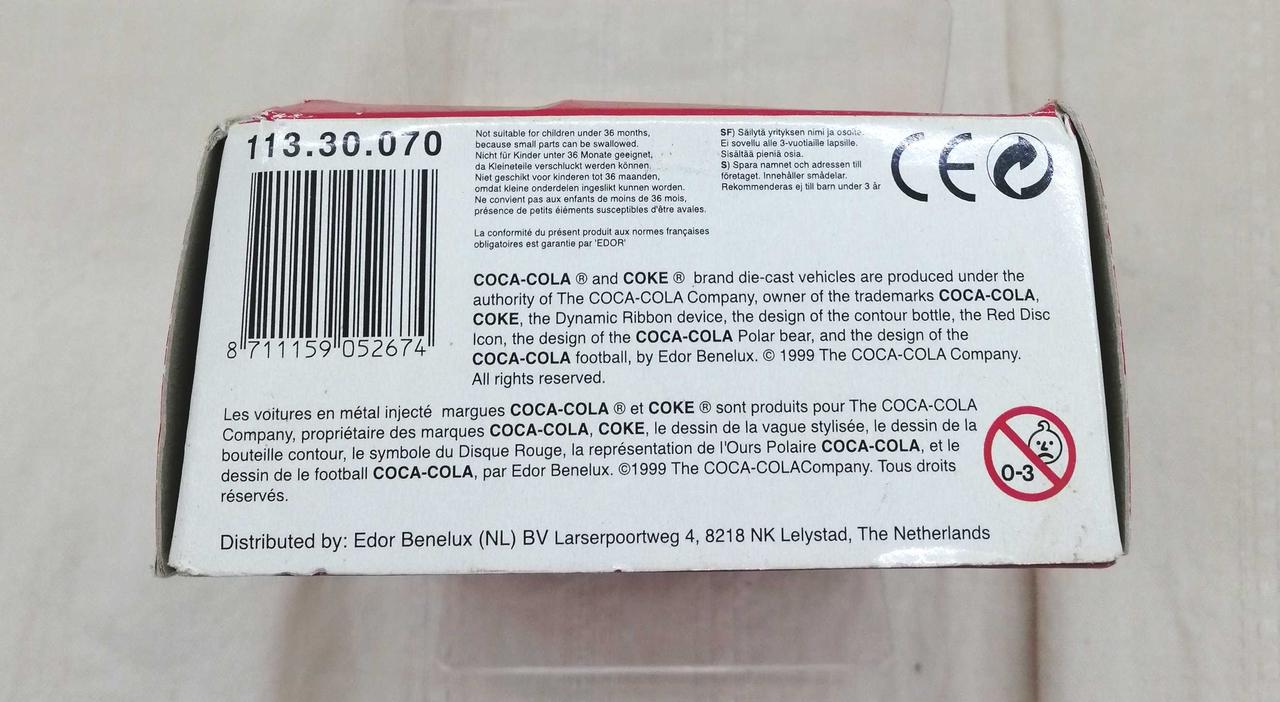 113.30.070
8 711159 052674
Not suitable for children under 36 months,
because small parts can be swallowed.
Nicht für Kinder unter 36 Monate geeignet,
da Kleineteile verschluckt werden können.
Niet geschikt voor kinderen tot 36 maanden,
omdat kleine onderdelen ingeslikt kunnen worden.
Ne convient pas aux enfants de moins de 36 mois,
présence de petits éléments susceptibles d'être avales.
La conformité du présent produit aux normes françaises
obligatoires est garantie par 'EDOR'
SF) Säilytä yrityksen nimi ja osoite.
Ei sovellu alle 3-vuotiaille lapsille.
Sisältää pieniä osia.
S) Spara namnet och adressen till
företaget. Innehåller smådelar.
Rekommenderas ej till barn under 3 år
CE
COCA-COLA ® and COKE ® brand die-cast vehicles are produced under the
authority of The COCA-COLA Company, owner of the trademarks COCA-COLA,
COKE, the Dynamic Ribbon device, the design of the contour bottle, the Red Disc
Icon, the design of the COCA-COLA Polar bear, and the design of the
COCA-COLA football, by Edor Benelux. © 1999 The COCA-COLA Company.
All rights reserved.
Les voitures en métal injecté margues COCA-COLA ® et COKE ® sont produits pour The COCA-COLA
Company, propriétaire des marques COCA-COLA, COKE, le dessin de la vague stylisée, le dessin de la
bouteille contour, le symbole du Disque Rouge, la représentation de l'Ours Polaire COCA-COLA, et le
dessin de le football COCA-COLA, par Edor Benelux. ©1999 The COCA-COLACompany. Tous droits
réservés.
0-3
Distributed by: Edor Benelux (NL) BV Larserpoortweg 4, 8218 NK Lelystad, The Netherlands